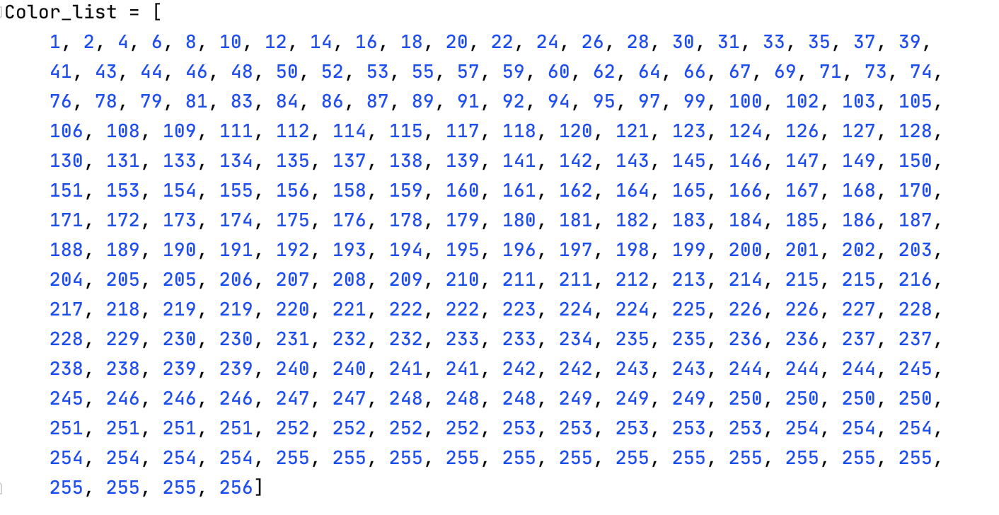 Color_list = [
1, 2, 4, 6, 8, 10, 12, 14, 16, 18, 20, 22, 24, 26, 28, 30, 31, 33, 35, 37, 39,
41, 43, 44, 46, 48, 50, 52, 53, 55, 57, 59, 60, 62, 64, 66, 67, 69, 71, 73, 74,
76, 78, 79, 81, 83, 84, 86, 87, 89, 91, 92, 94, 95, 97, 99, 100, 102, 103, 105,
106, 108, 109, 111, 112, 114, 115, 117, 118, 120, 121, 123, 124, 126, 127, 128,
130, 131, 133, 134, 135, 137, 138, 139, 141, 142, 143, 145, 146, 147, 149, 150,
151, 153, 154, 155, 156, 158, 159, 160, 161, 162, 164, 165, 166, 167, 168, 170,
171, 172, 173, 174, 175, 176, 178, 179, 180, 181, 182, 183, 184, 185, 186, 187,
188, 189, 190, 191, 192, 193, 194, 195, 196, 197, 198, 199, 200, 201, 202, 203,
204, 205, 205, 206, 207, 208, 209, 210, 211, 211, 212, 213, 214, 215, 215, 216,
217, 218, 219, 219, 220, 221, 222, 222, 223, 224, 224, 225, 226, 226, 227, 228,
228, 229, 230, 230, 231, 232, 232, 233, 233, 234, 235, 235, 236, 236, 237, 237,
238, 238, 239, 239, 240, 240, 241, 241, 242, 242, 243, 243, 244, 244, 244, 245,
245, 246, 246, 246, 247, 247, 248, 248, 248, 249, 249, 249, 250, 250, 250, 250,
251, 251, 251, 251, 252, 252, 252, 252, 253, 253, 253, 253, 253, 254, 254, 254,
254, 254, 254, 254, 255, 255, 255, 255, 255, 255, 255, 255, 255, 255, 255, 255,
255, 255, 255, 256]